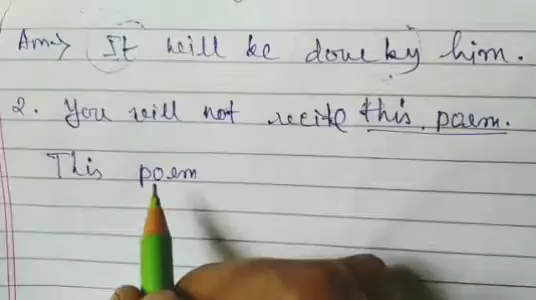 Ans→ It will be done by him.
2. You will not recite this poem.
This poem